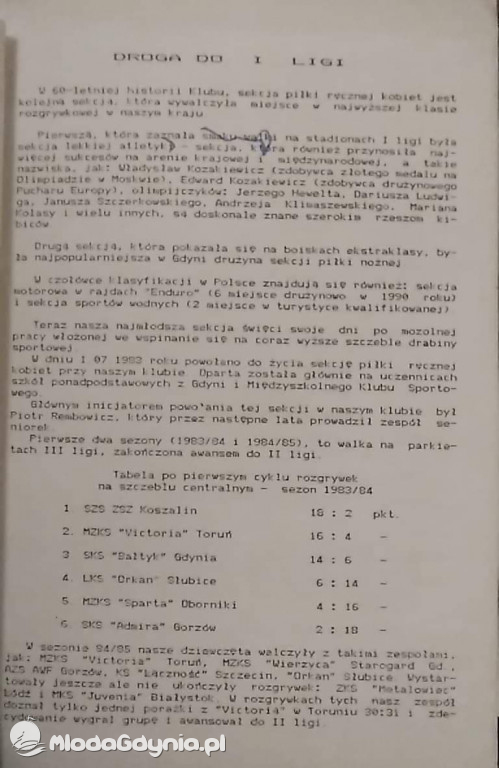 DROGA DO I LIGI
W 60-letniej historii Klubu, sekcja piłki ręcznej kobiet jest
kolejną sekcją, która wywalczyła miejsce w najwyższej klasie
rozgrywkowej w naszym kraju
Pierwszą, która zaznała smaku walki na stadionach I ligi była
sekcja lekkiej atletyki - sekcja, która również przynosiła naj-
więcej sukcesów na arenie krajowej i międzynarodowej, a takie
nazwiska, jak: Władysław Kozakiewicz (zdobywca złotego medalu na
Olimpiadzie w Moskwie), Edward Kozakiewicz (zdobywca drużynowego
Pucharu Europy), olimpijczyków: Jerzego Hewelta, Dariusza Ludwi-
ga, Janusza Szczerkowskiego, Andrzeja Klimaszewskiego, Mariana
Kolasy i wielu innych, są doskonale znane szerokim rzeszom ki-
biców
Drugą sekcją, która pokazała się na boiskach ekstraklasy, by-
ła najpopularniejsza w Gdyni drużyna sekcji piłki nożnej
W czołówce klasyfikacji w Polsce znajdują się również: sekcja
motorowa w rajdach "Enduro" (6 miejsce drużynowo w 1990 roku)
i sekcja sportów wodnych (2 miejsce w turystyce kwalifikowanej)
Teraz nasza najmłodsza sekcja święci swoje dni po mozolnej
pracy włożonej we wspinanie się na coraz wyższe szczeble drabiny
sportowej
W dniu 1 07 1983 roku powołano do życia sekcję piłki ręcznej
kobiet przy naszym klubie Oparta została głównie na uczennicach
szkół ponadpodstawowych z Gdyni i Międzyszkolnego Klubu Sporto-
wego.
Głównym inicjatorem powołania tej sekcji w naszym klubie był
Piotr Rembowicz, który przez następne lata prowadził zespół se-
niorek.
Pierwsze dwa sezony (1983/84 i 1984/85), to walka na parkie-
tach III ligi, zakończona awansem do II ligi.
Tabela po pierwszym cyklu rozgrywek
na szczeblu centralnym - sezon 1983/84
1 SZS ZSZ Koszalin 18 : 2 pkt.
2. MZKS "Victoria" Toruń 16 : 4 -
3 SKS "Bałtyk" Gdynia 14 : 6 -
4. LKS "Orkan" Słubice 6 : 14 -
5 MZKS "Sparta" Oborniki 4 : 16 -
6 SKS "Admira" Gorzów 2 : 18 -
W sezonie 84/85 nasze dziewczęta walczyły z takimi zespołami,
jak: MZKS "Victoria" Toruń, MZKS "Wierzyca" Starogard Gd.,
AZS AWF Gorzów, KS "Łączność" Szczecin, "Orkan" Słubice. Wystar-
towały jeszcze ale nie ukończyły rozgrywek: ZKS "Metalowiec"
Łódź i MKS "Juvenia" Białystok. W rozgrywkach tych nasz zespół
doznał tylko jednej porażki z "Victorią" w Toruniu 30:31 i zde-
cydowanie wygrał grupę i awansował do II ligi
ModaGdynia.pl